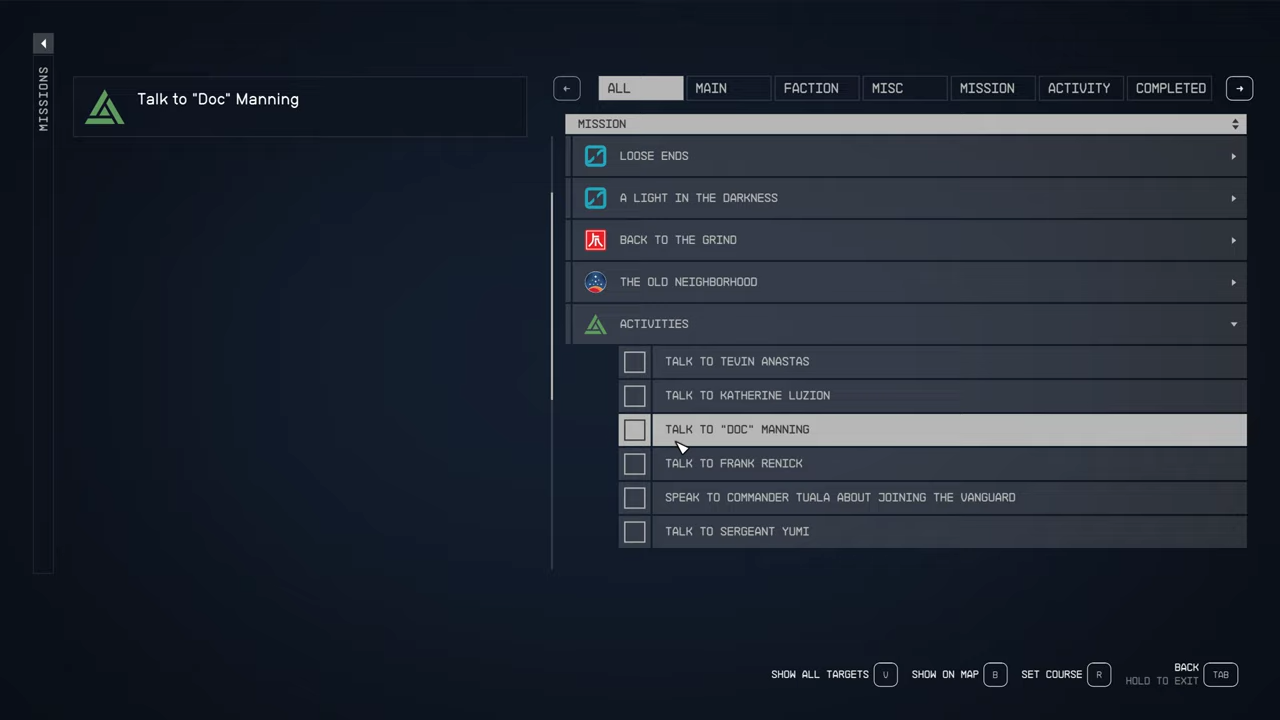 MISSIONS
Talk to "Doc" Manning
ALL
MAIN
FACTION
MISC
MISSION
ACTIVITY
COMPLETED
MISSION
LOOSE ENDS
A LIGHT IN THE DARKNESS
BACK TO THE GRIND
THE OLD NEIGHBORHOOD
ACTIVITIES
TALK TO TEVIN ANASTAS
TALK TO KATHERINE LUZION
TALK TO "DOC" MANNING
TALK TO FRANK RENICK
SPEAK TO COMMANDER TUALA ABOUT JOINING THE VANGUARD
TALK TO SERGEANT YUMI
SHOW ALL TARGETS V
SHOW ON MAP B
SET COURSE R
BACK
HOLD TO EXIT
TAB